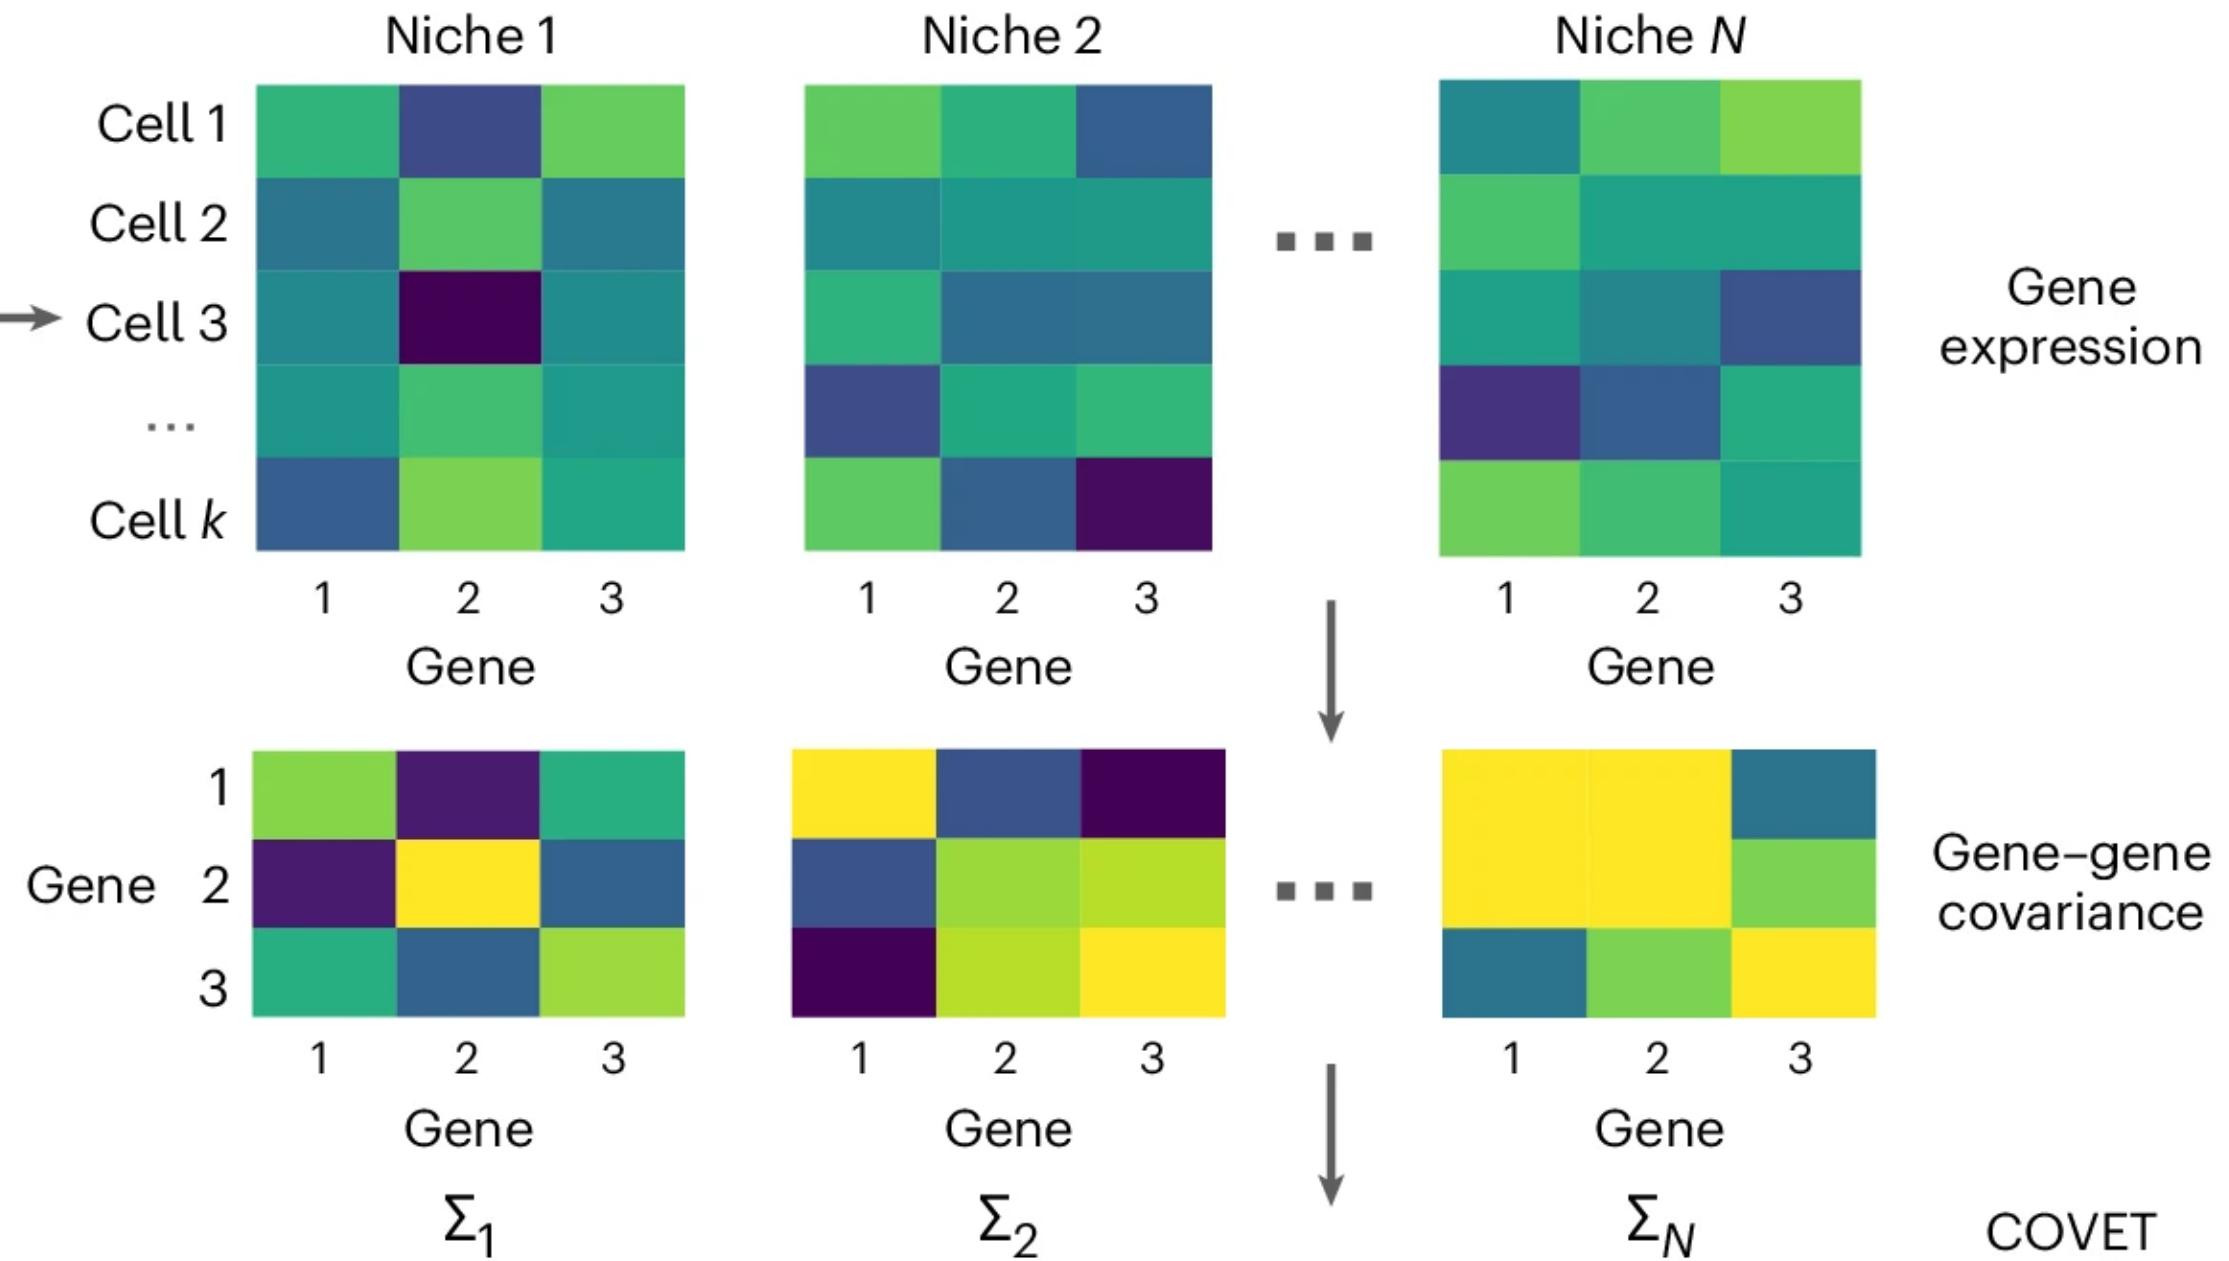 Niche 1 Niche 2 Niche N
Cell 1
Cell 2
...
Cell 3
Gene
expression
...
Cell k
1 2 3 1 2 3 1 2 3
Gene Gene Gene
1
Gene 2
...
3
Gene–gene
covariance
1 2 3 1 2 3 1 2 3
Gene Gene Gene
Σ1 Σ2 ΣN COVET